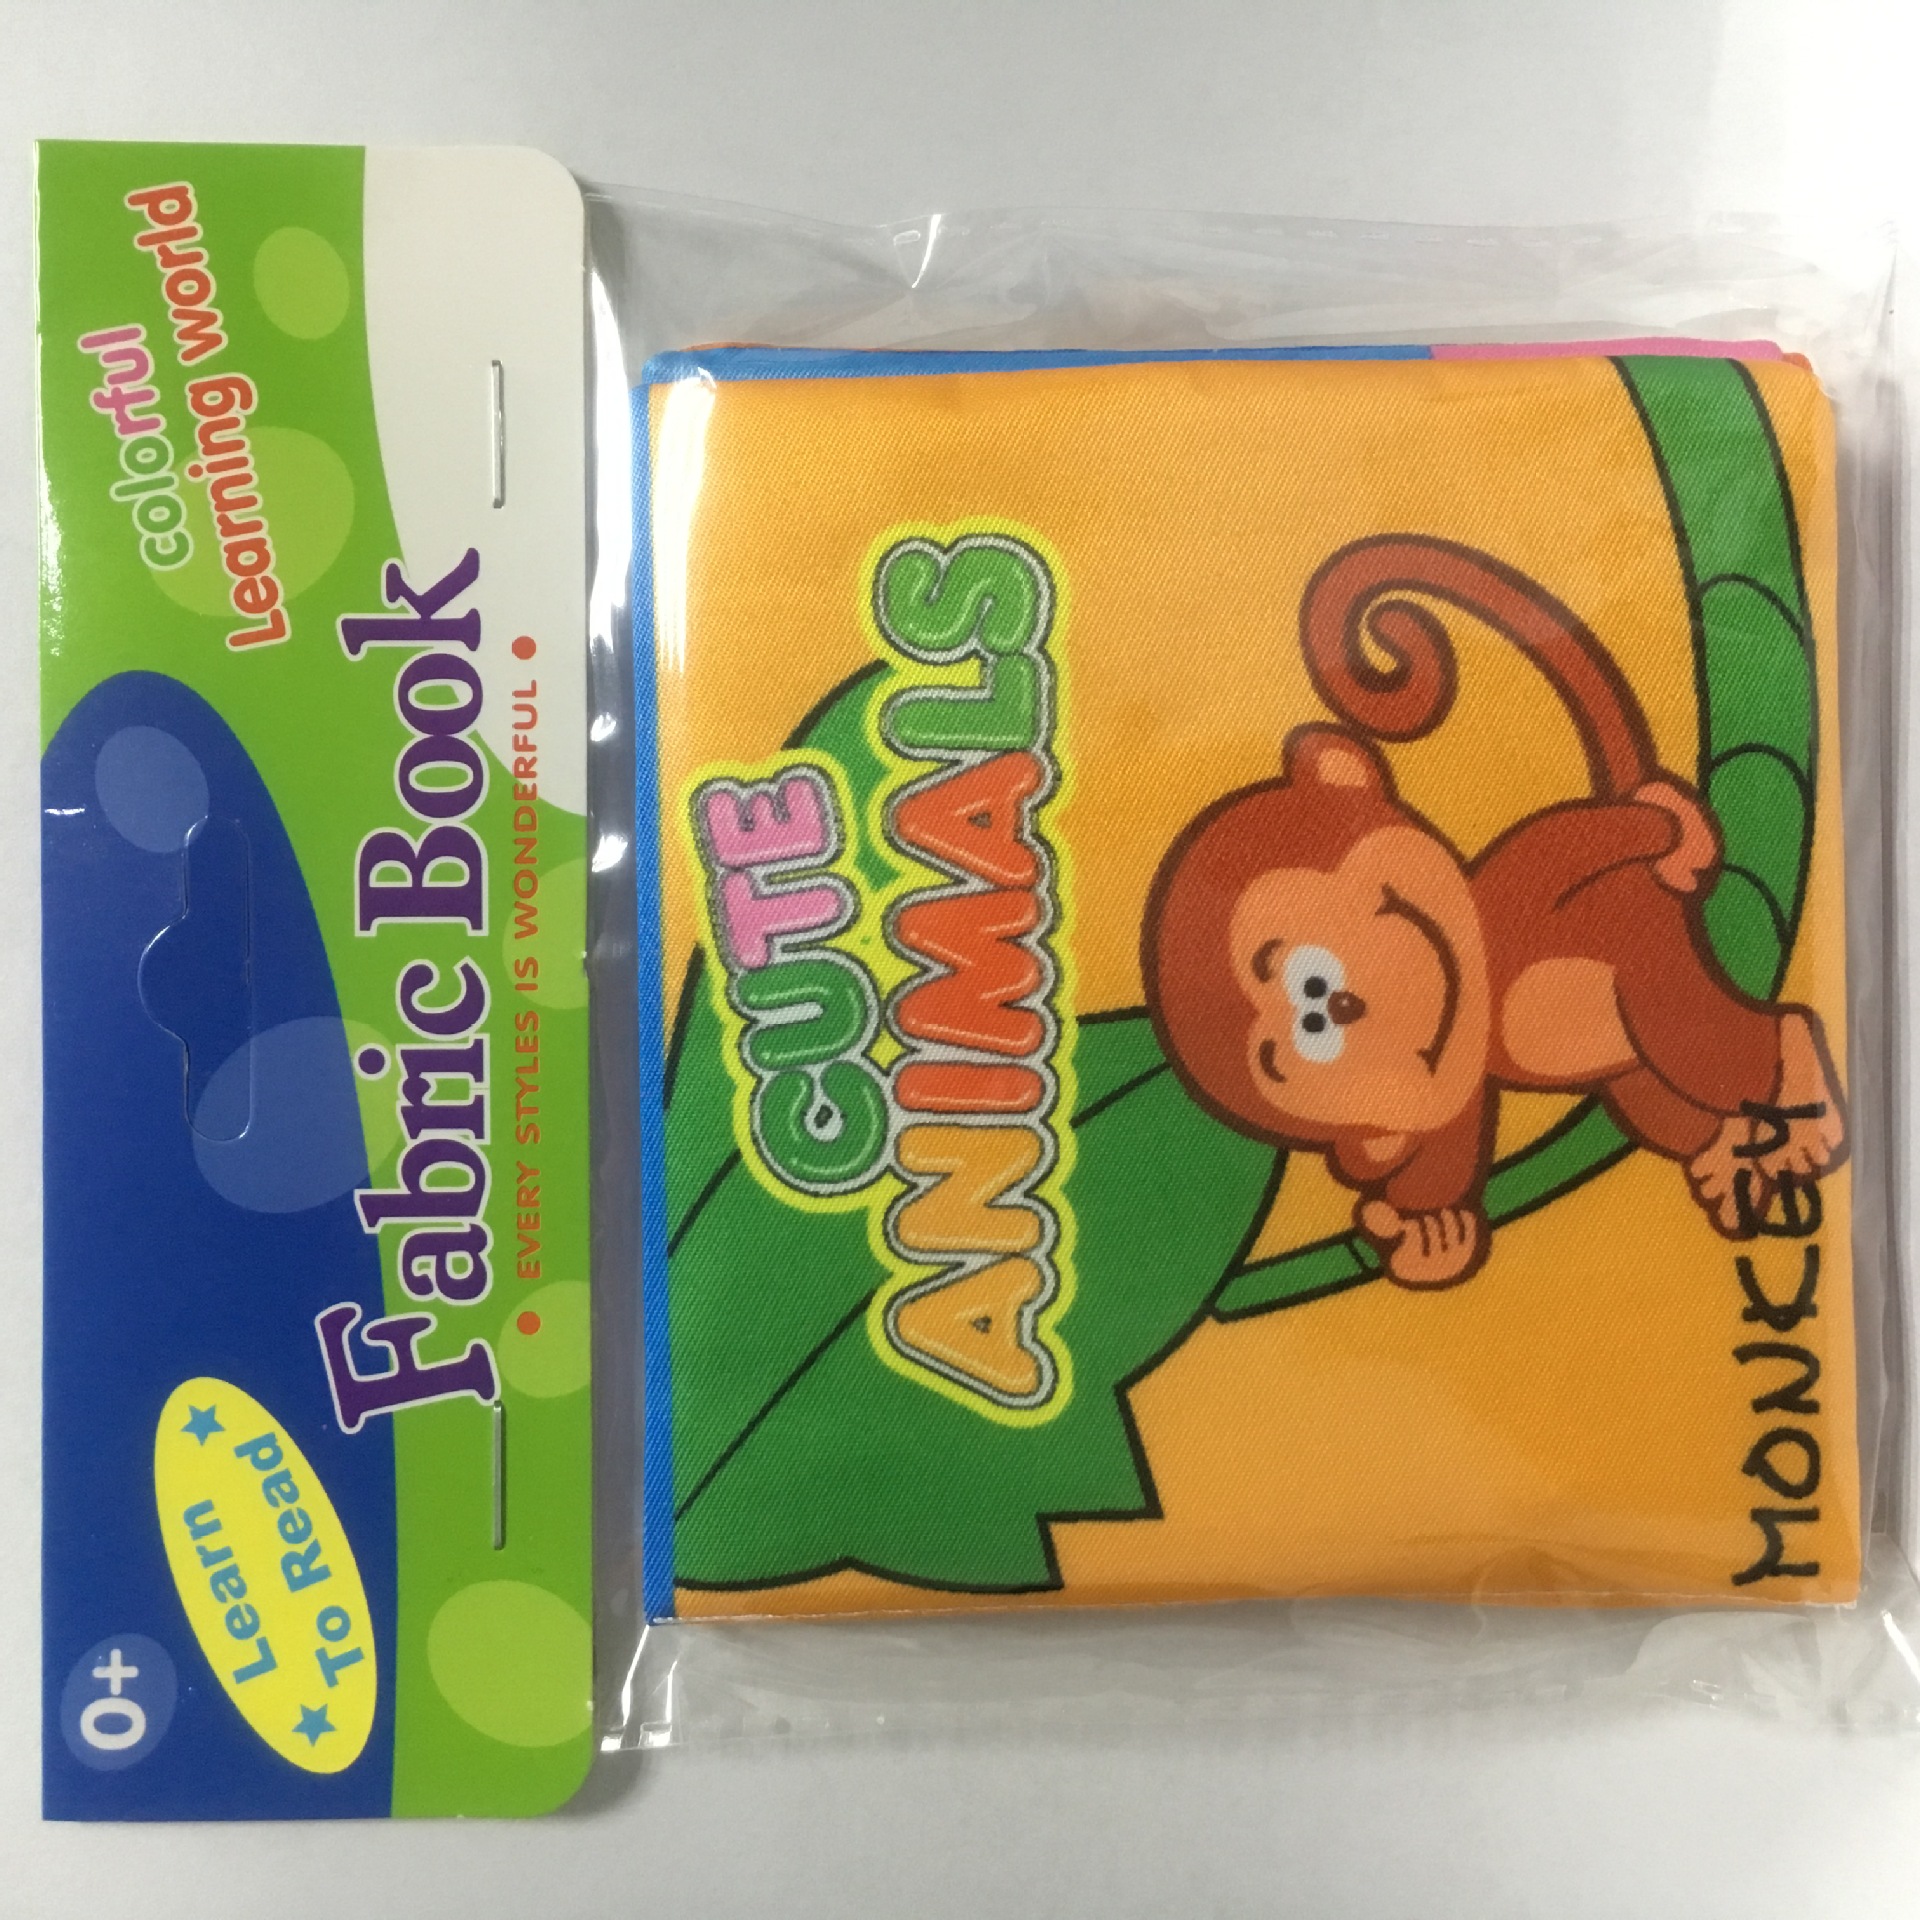 colorful
Learning world
0+
Learn
To Read
Fabric Book
• EVERY STYLES IS WONDERFUL •
CUTE
ANIMALS
MONKEY